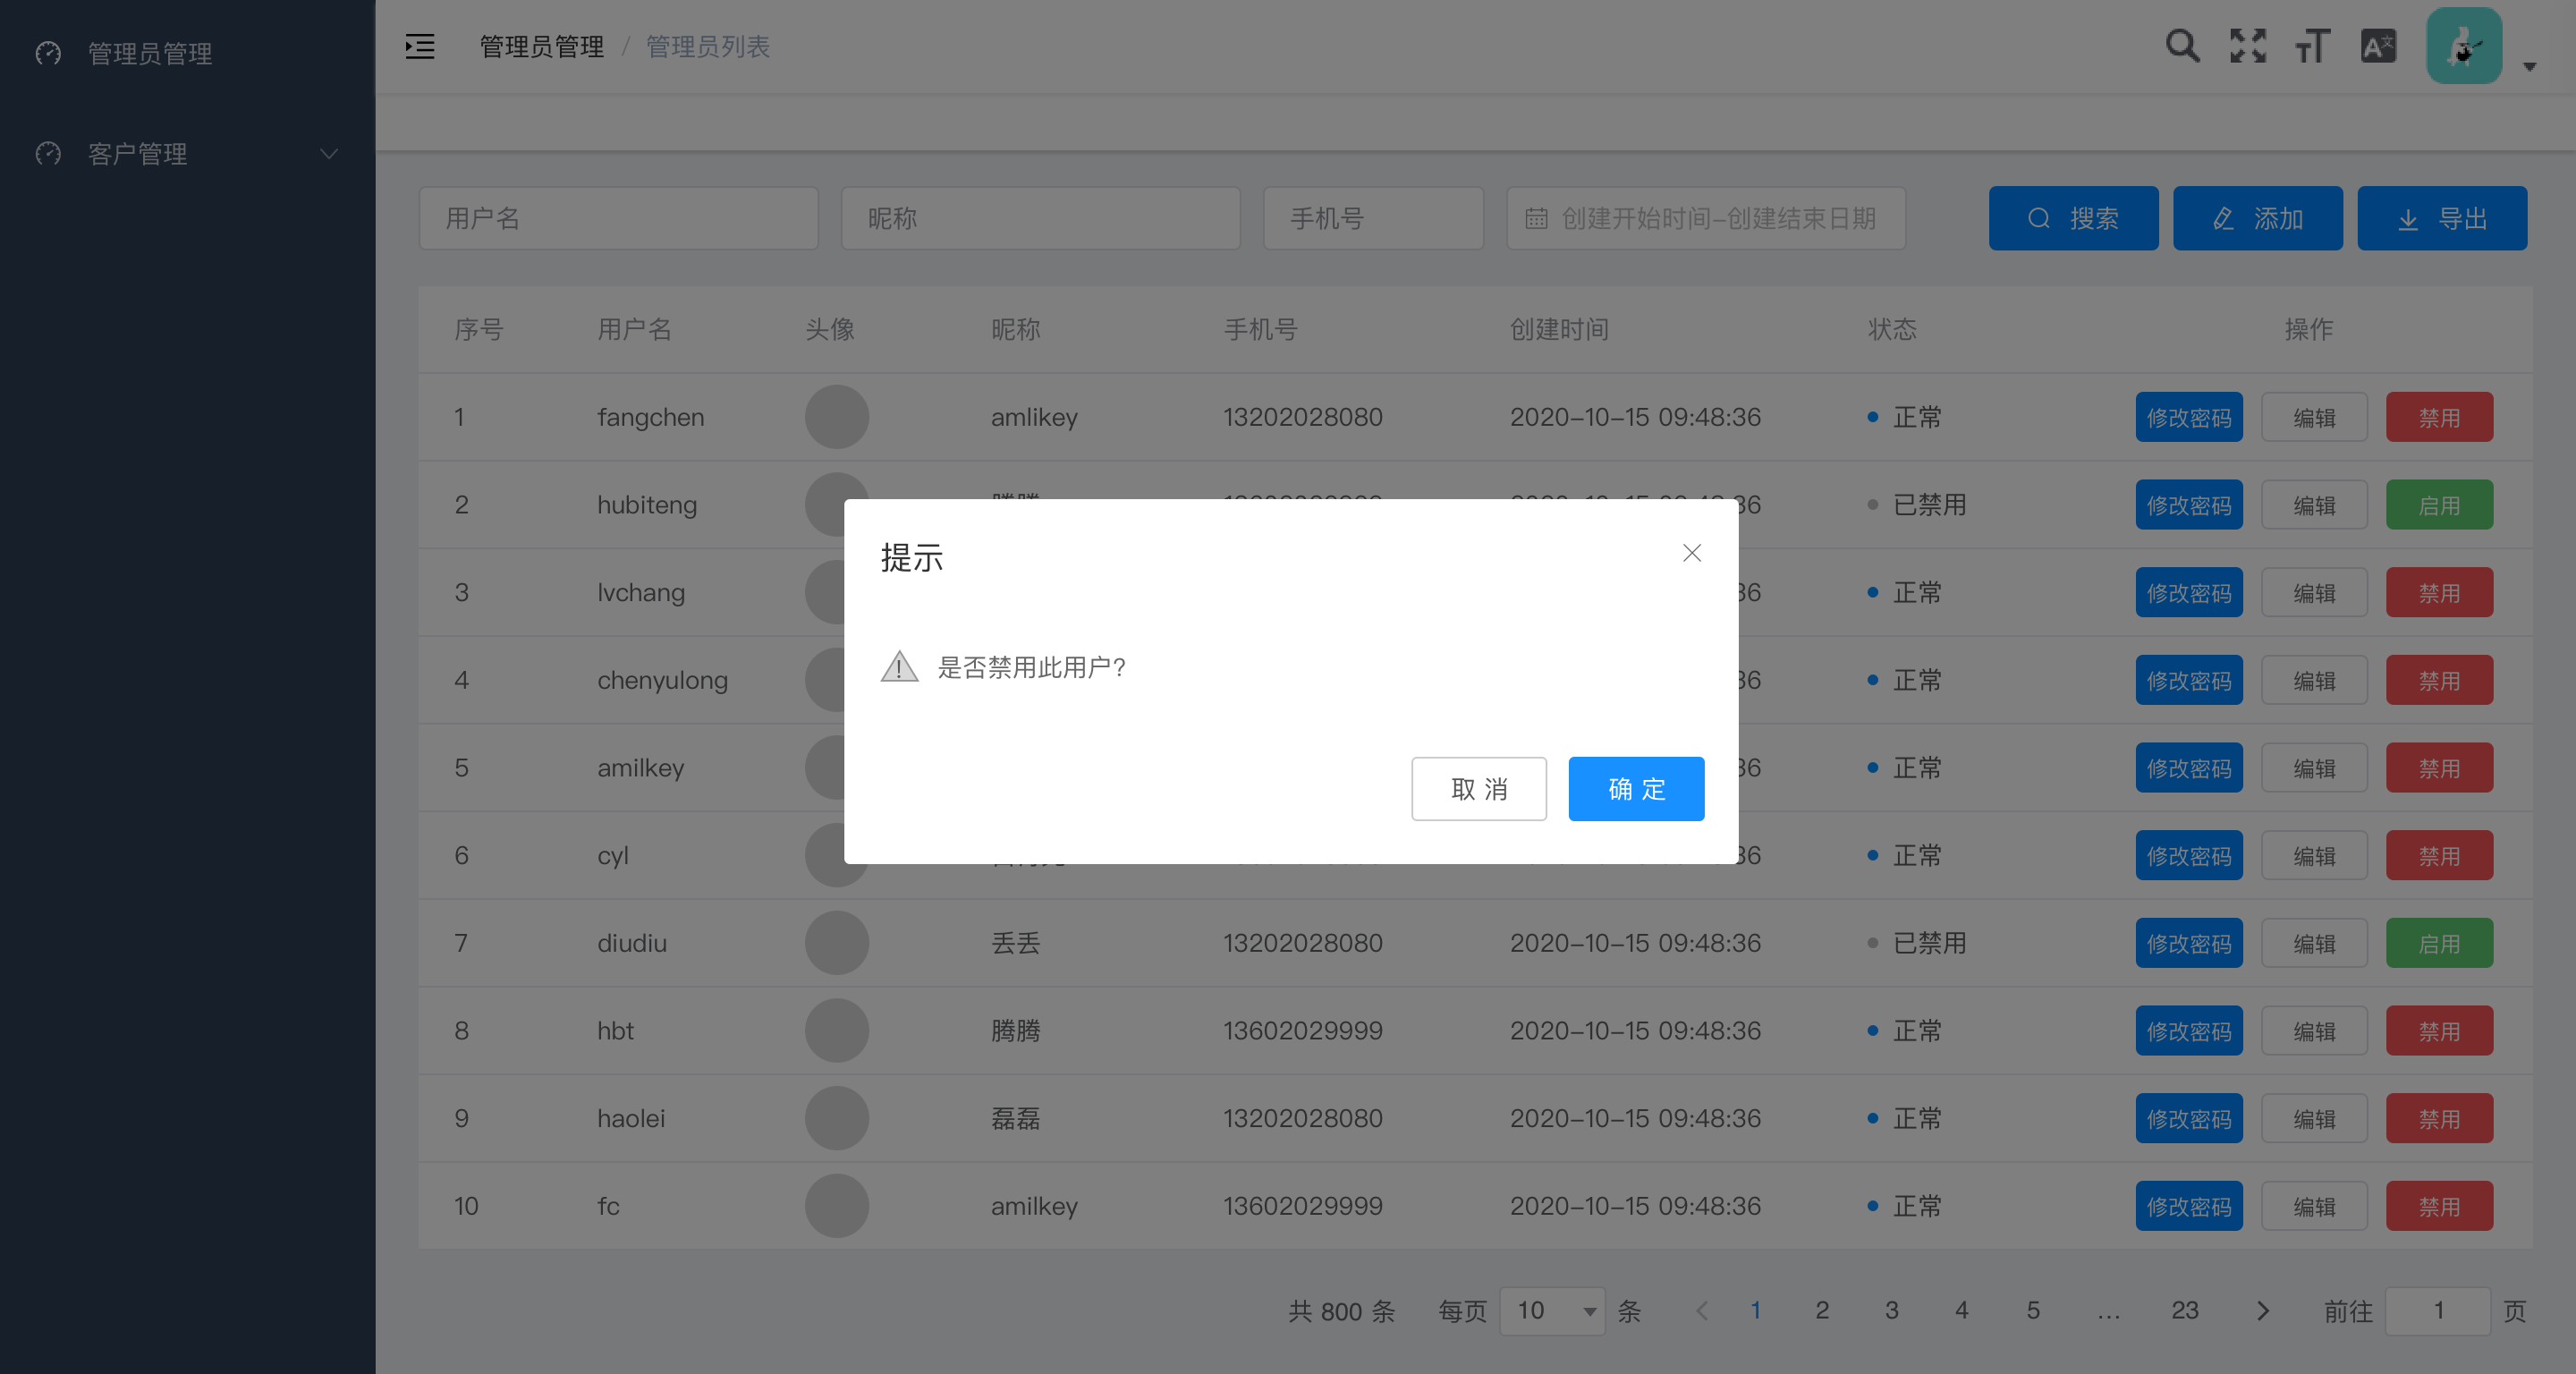 管理员管理
客户管理
管理员管理 / 管理员列表
用户名 昵称 手机号 创建开始时间-创建结束日期 搜索 添加 导出
序号 用户名 头像 昵称 手机号 创建时间 状态 操作
1 fangchen amlikey 13202028080 2020-10-15 09:48:36 正常 修改密码 编辑 禁用
2 hubiteng 36 已禁用 修改密码 编辑 启用
3 lvchang 36 正常 修改密码 编辑 禁用
4 chenyulong 36 正常 修改密码 编辑 禁用
5 amilkey 36 正常 修改密码 编辑 禁用
6 cyl 36 正常 修改密码 编辑 禁用
提示
是否禁用此用户?
取 消 确 定
7 diudiu 丢丢 13202028080 2020-10-15 09:48:36 已禁用 修改密码 编辑 启用
8 hbt 腾腾 13602029999 2020-10-15 09:48:36 正常 修改密码 编辑 禁用
9 haolei 磊磊 13202028080 2020-10-15 09:48:36 正常 修改密码 编辑 禁用
10 fc amilkey 13602029999 2020-10-15 09:48:36 正常 修改密码 编辑 禁用
共 800 条 每页 10 条 1 2 3 4 5 ... 23 前往 1 页